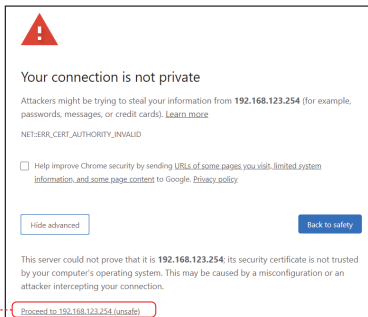 Your connection is not private
Attackers might be trying to steal your information from 192.168.123.254 (for example,
passwords, messages, or credit cards). Learn more
NET::ERR_CERT_AUTHORITY_INVALID
Help improve Chrome security by sending URLs of some pages you visit, limited system
information, and some page content to Google. Privacy policy
Hide advanced
Back to safety
This server could not prove that it is 192.168.123.254; its security certificate is not trusted
by your computer's operating system. This may be caused by a misconfiguration or an
attacker intercepting your connection.
Proceed to 192.168.123.254 (unsafe)